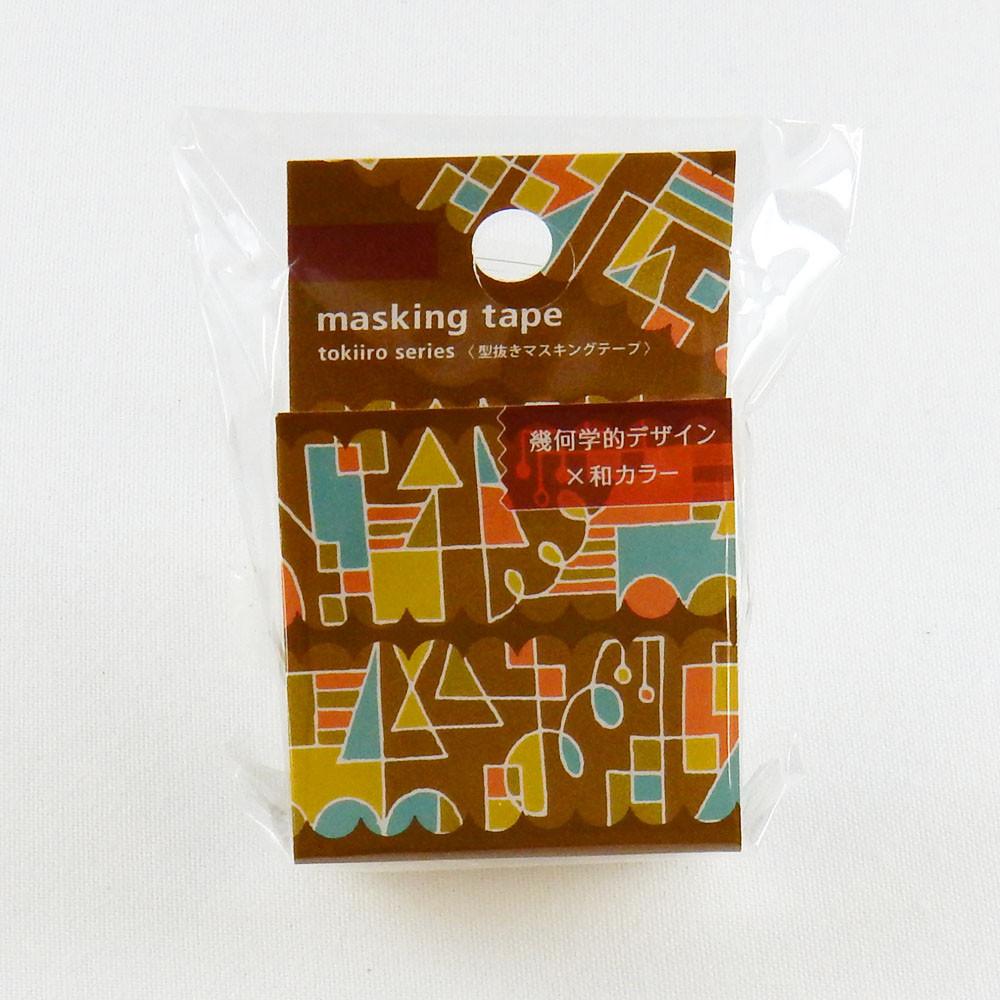 masking tape
tokiiro series 〈型抜きマスキングテープ〉
幾何学的デザイン
×和カラー